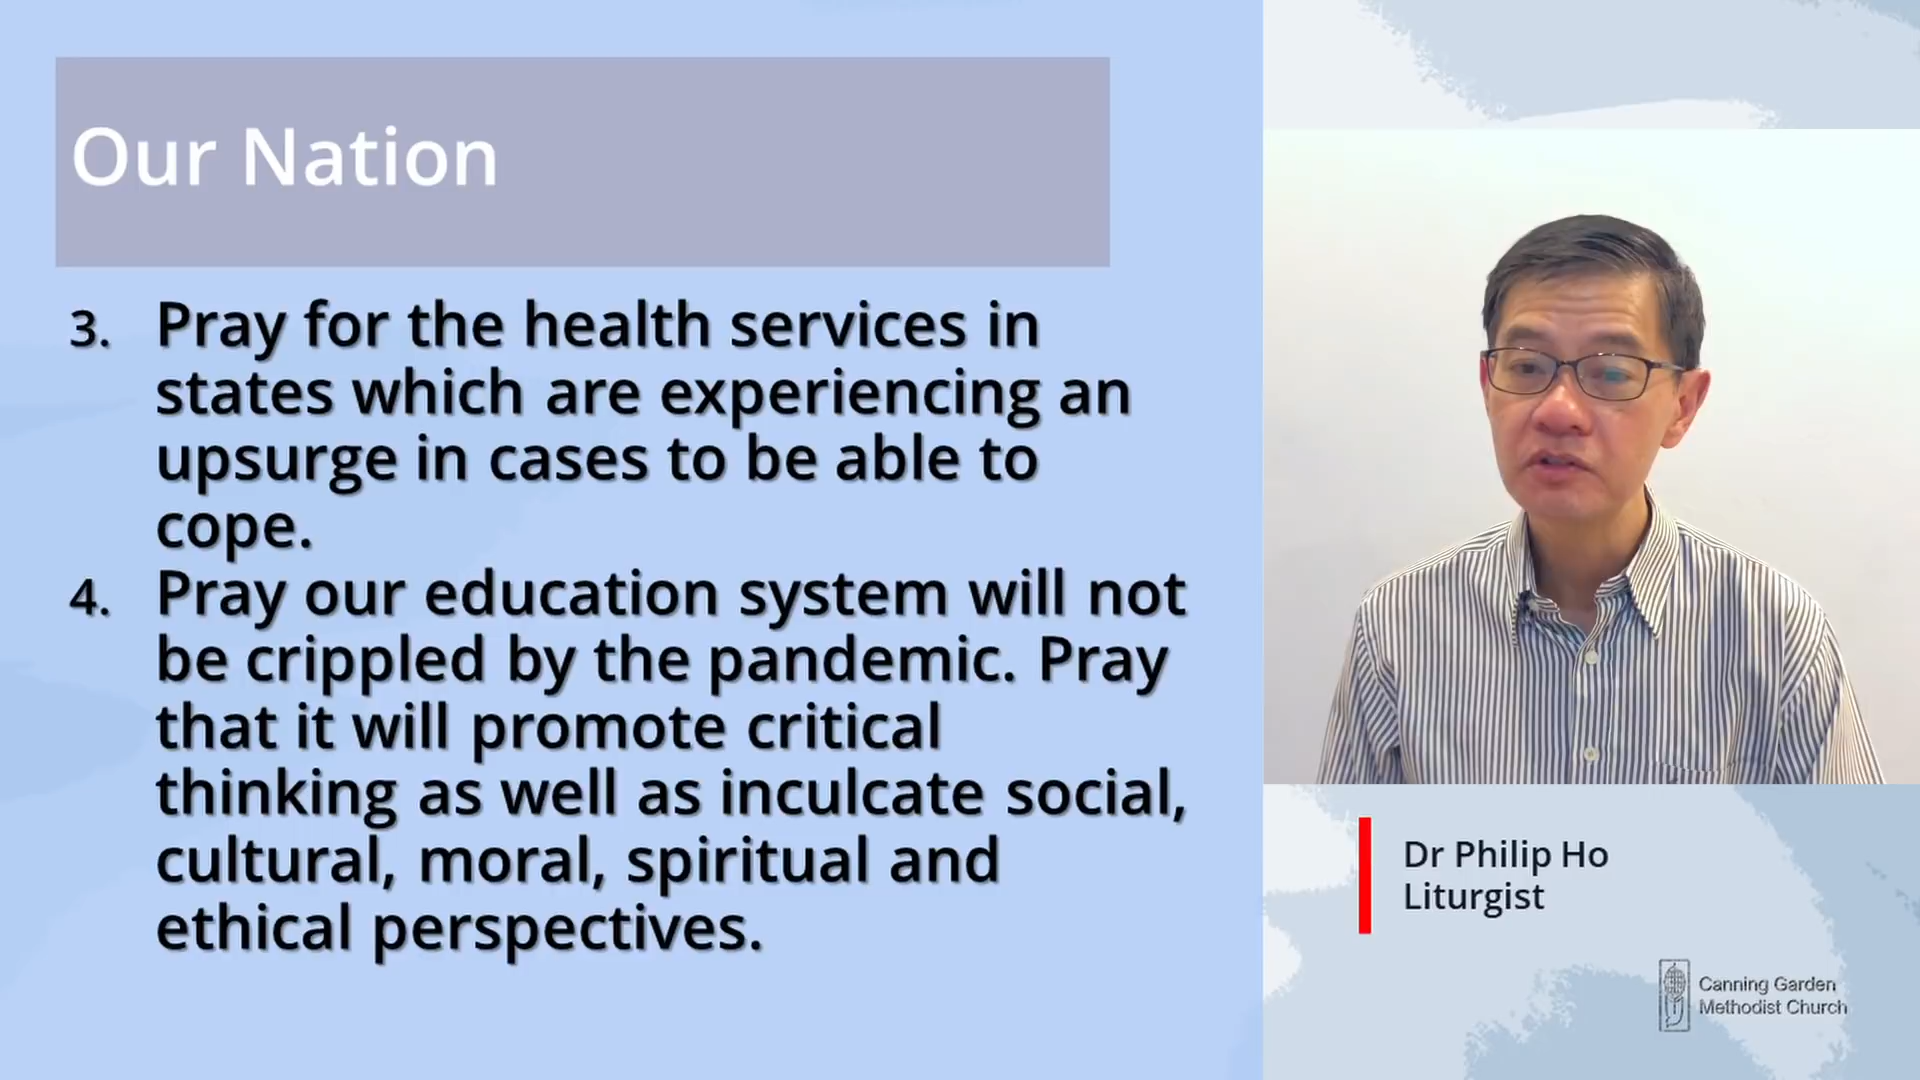 Our Nation
3. Pray for the health services in
states which are experiencing an
upsurge in cases to be able to
cope.
4. Pray our education system will not
be crippled by the pandemic. Pray
that it will promote critical
thinking as well as inculcate social,
cultural, moral, spiritual and
ethical perspectives.
Dr Philip Ho
Liturgist
Canning Garden
Methodist Church